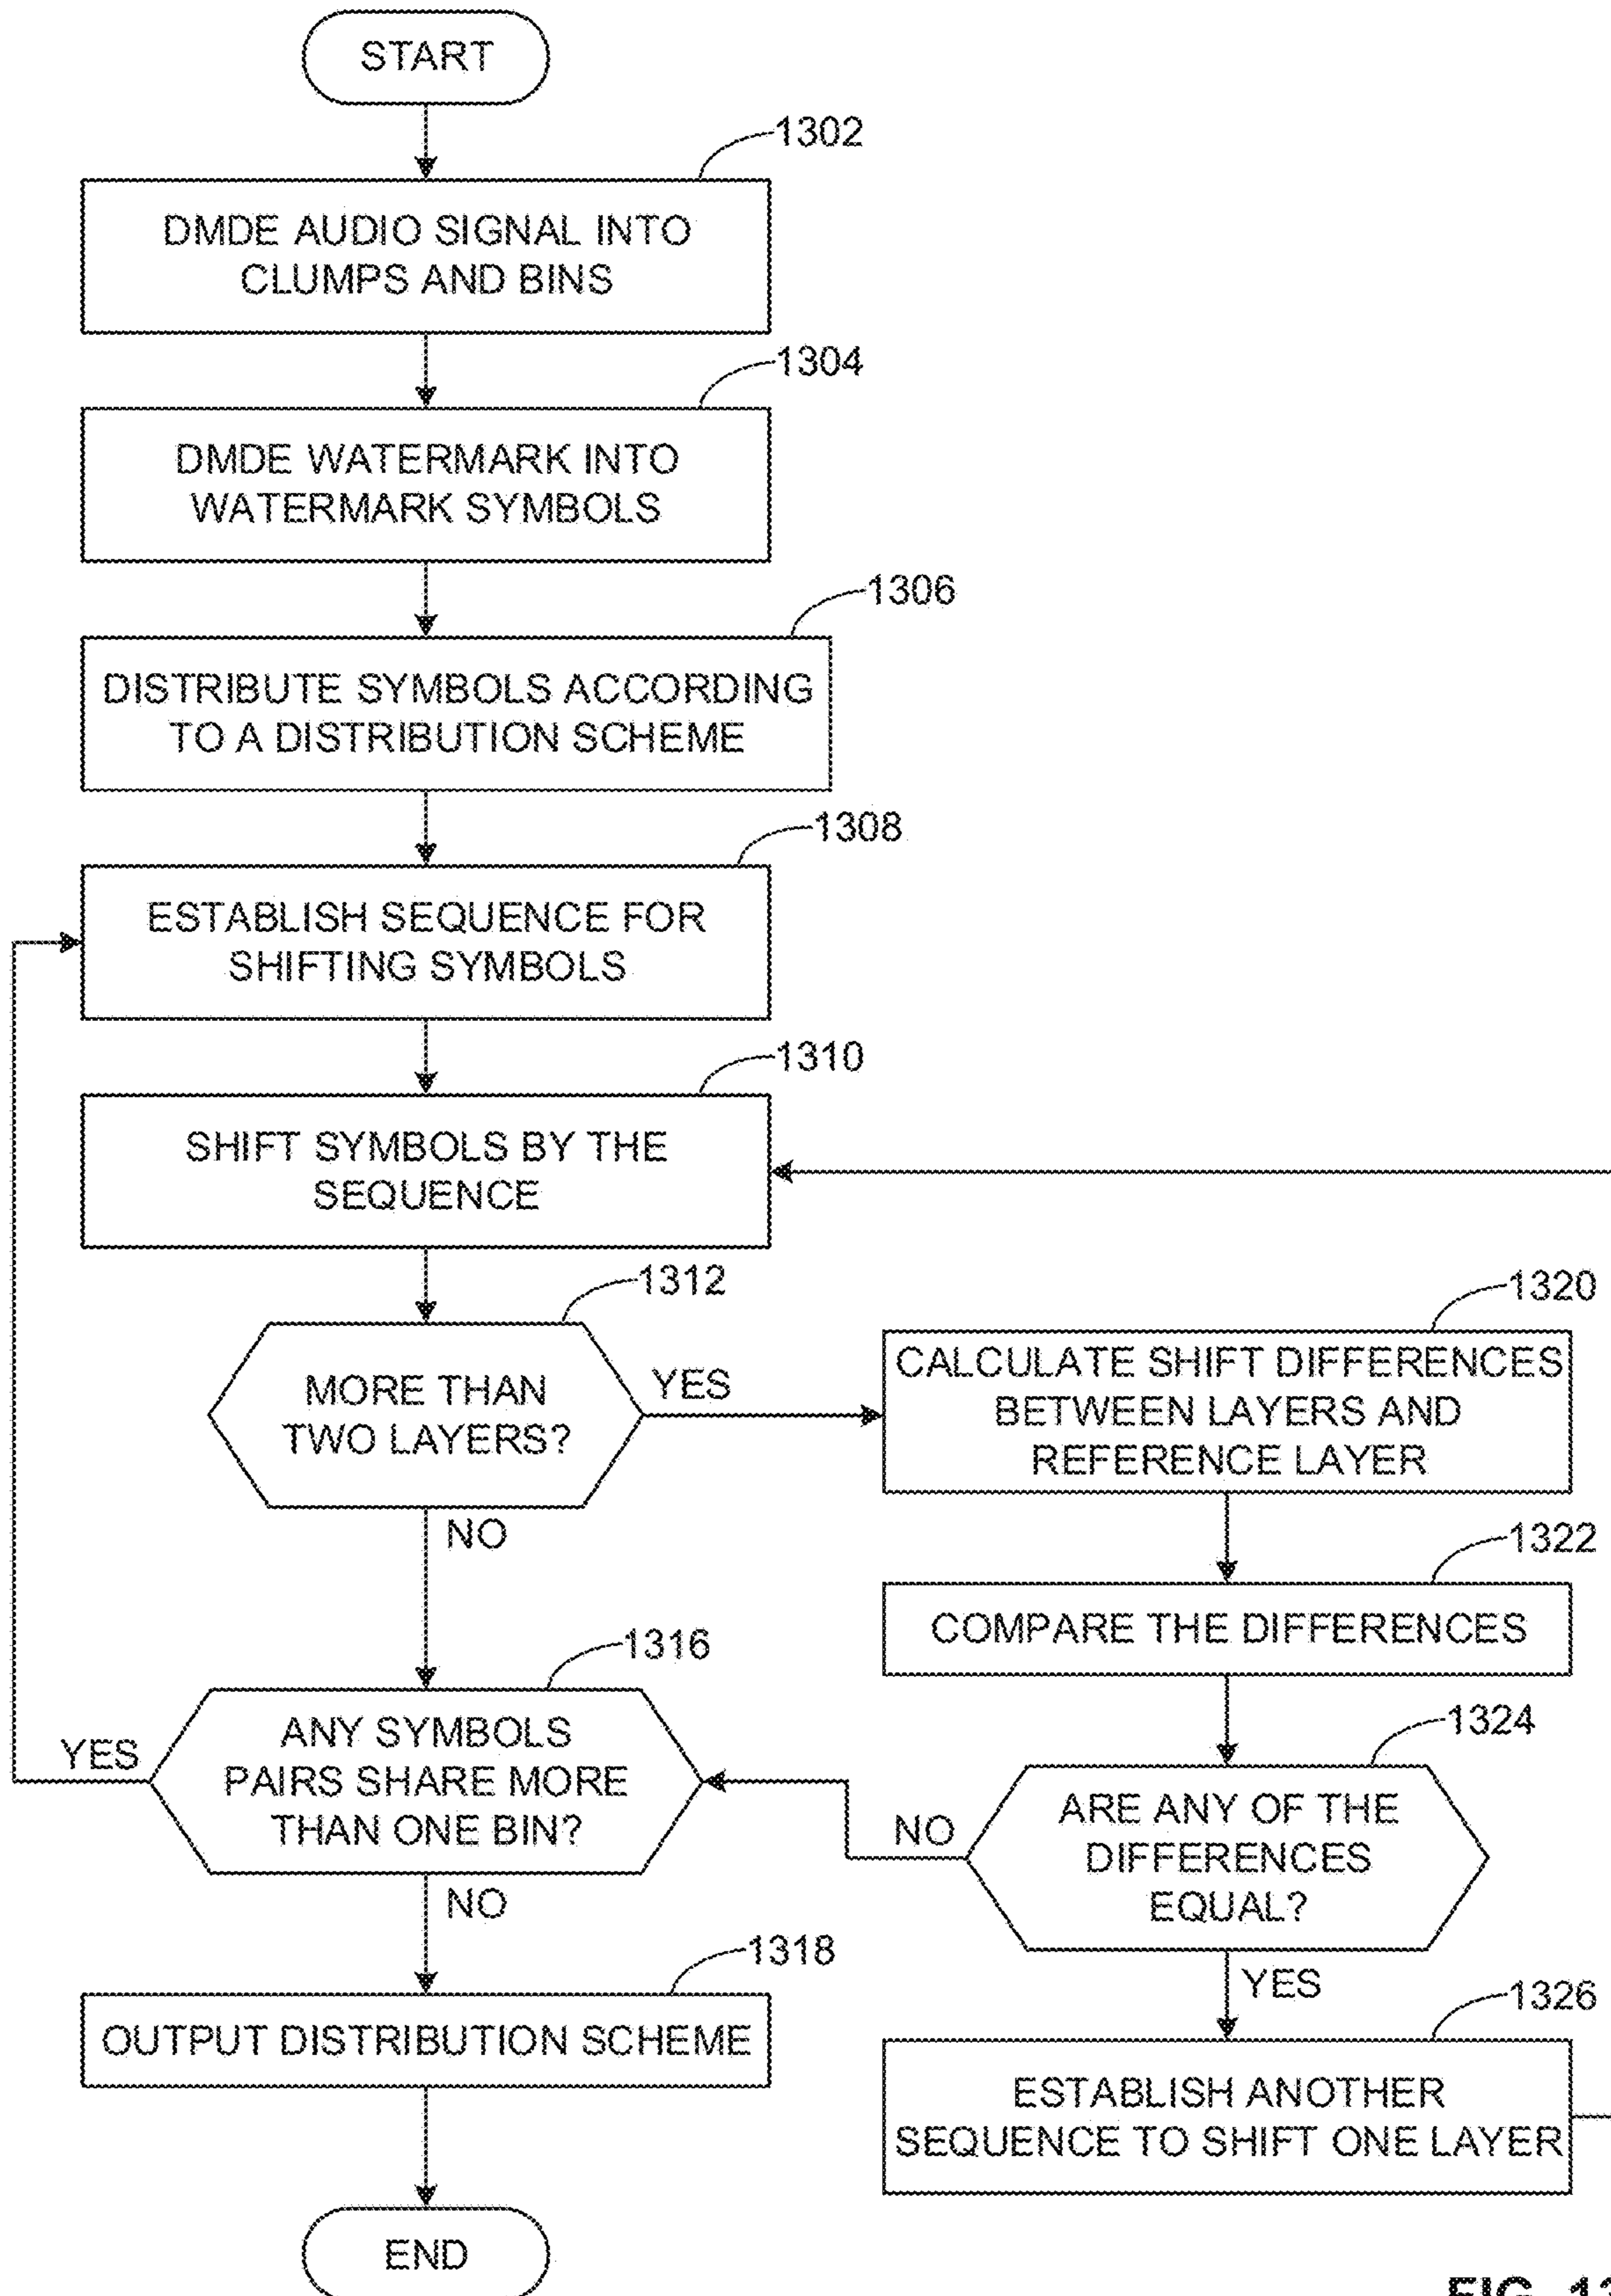 START
1302
DMDE AUDIO SIGNAL INTO
CLUMPS AND BINS
1304
DMDE WATERMARK INTO
WATERMARK SYMBOLS
1306
DISTRIBUTE SYMBOLS ACCORDING
TO A DISTRIBUTION SCHEME
1308
ESTABLISH SEQUENCE FOR
SHIFTING SYMBOLS
1310
SHIFT SYMBOLS BY THE
SEQUENCE
1312
MORE THAN
TWO LAYERS?
YES
NO
1320
CALCULATE SHIFT DIFFERENCES
BETWEEN LAYERS AND
REFERENCE LAYER
1322
COMPARE THE DIFFERENCES
1324
ARE ANY OF THE
DIFFERENCES
EQUAL?
NO
YES
1326
ESTABLISH ANOTHER
SEQUENCE TO SHIFT ONE LAYER
1316
ANY SYMBOLS
PAIRS SHARE MORE
THAN ONE BIN?
YES
NO
1318
OUTPUT DISTRIBUTION SCHEME
END
FIG. 13